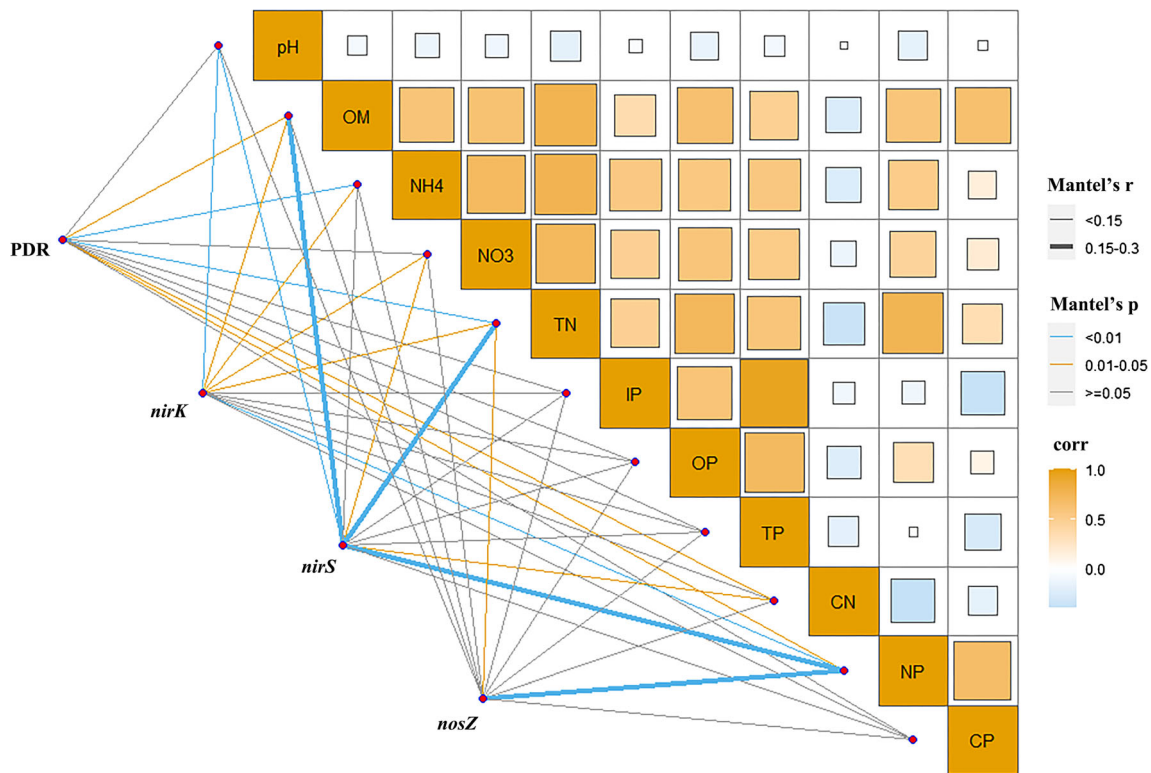 pH
OM
NH4
Mantel's r
<0.15
0.15-0.3
PDR
NO3
Mantel's p
<0.01
0.01-0.05
>=0.05
TN
nirK
IP
corr
1.0
0.5
0.0
OP
TP
nirS
CN
NP
nosZ
CP